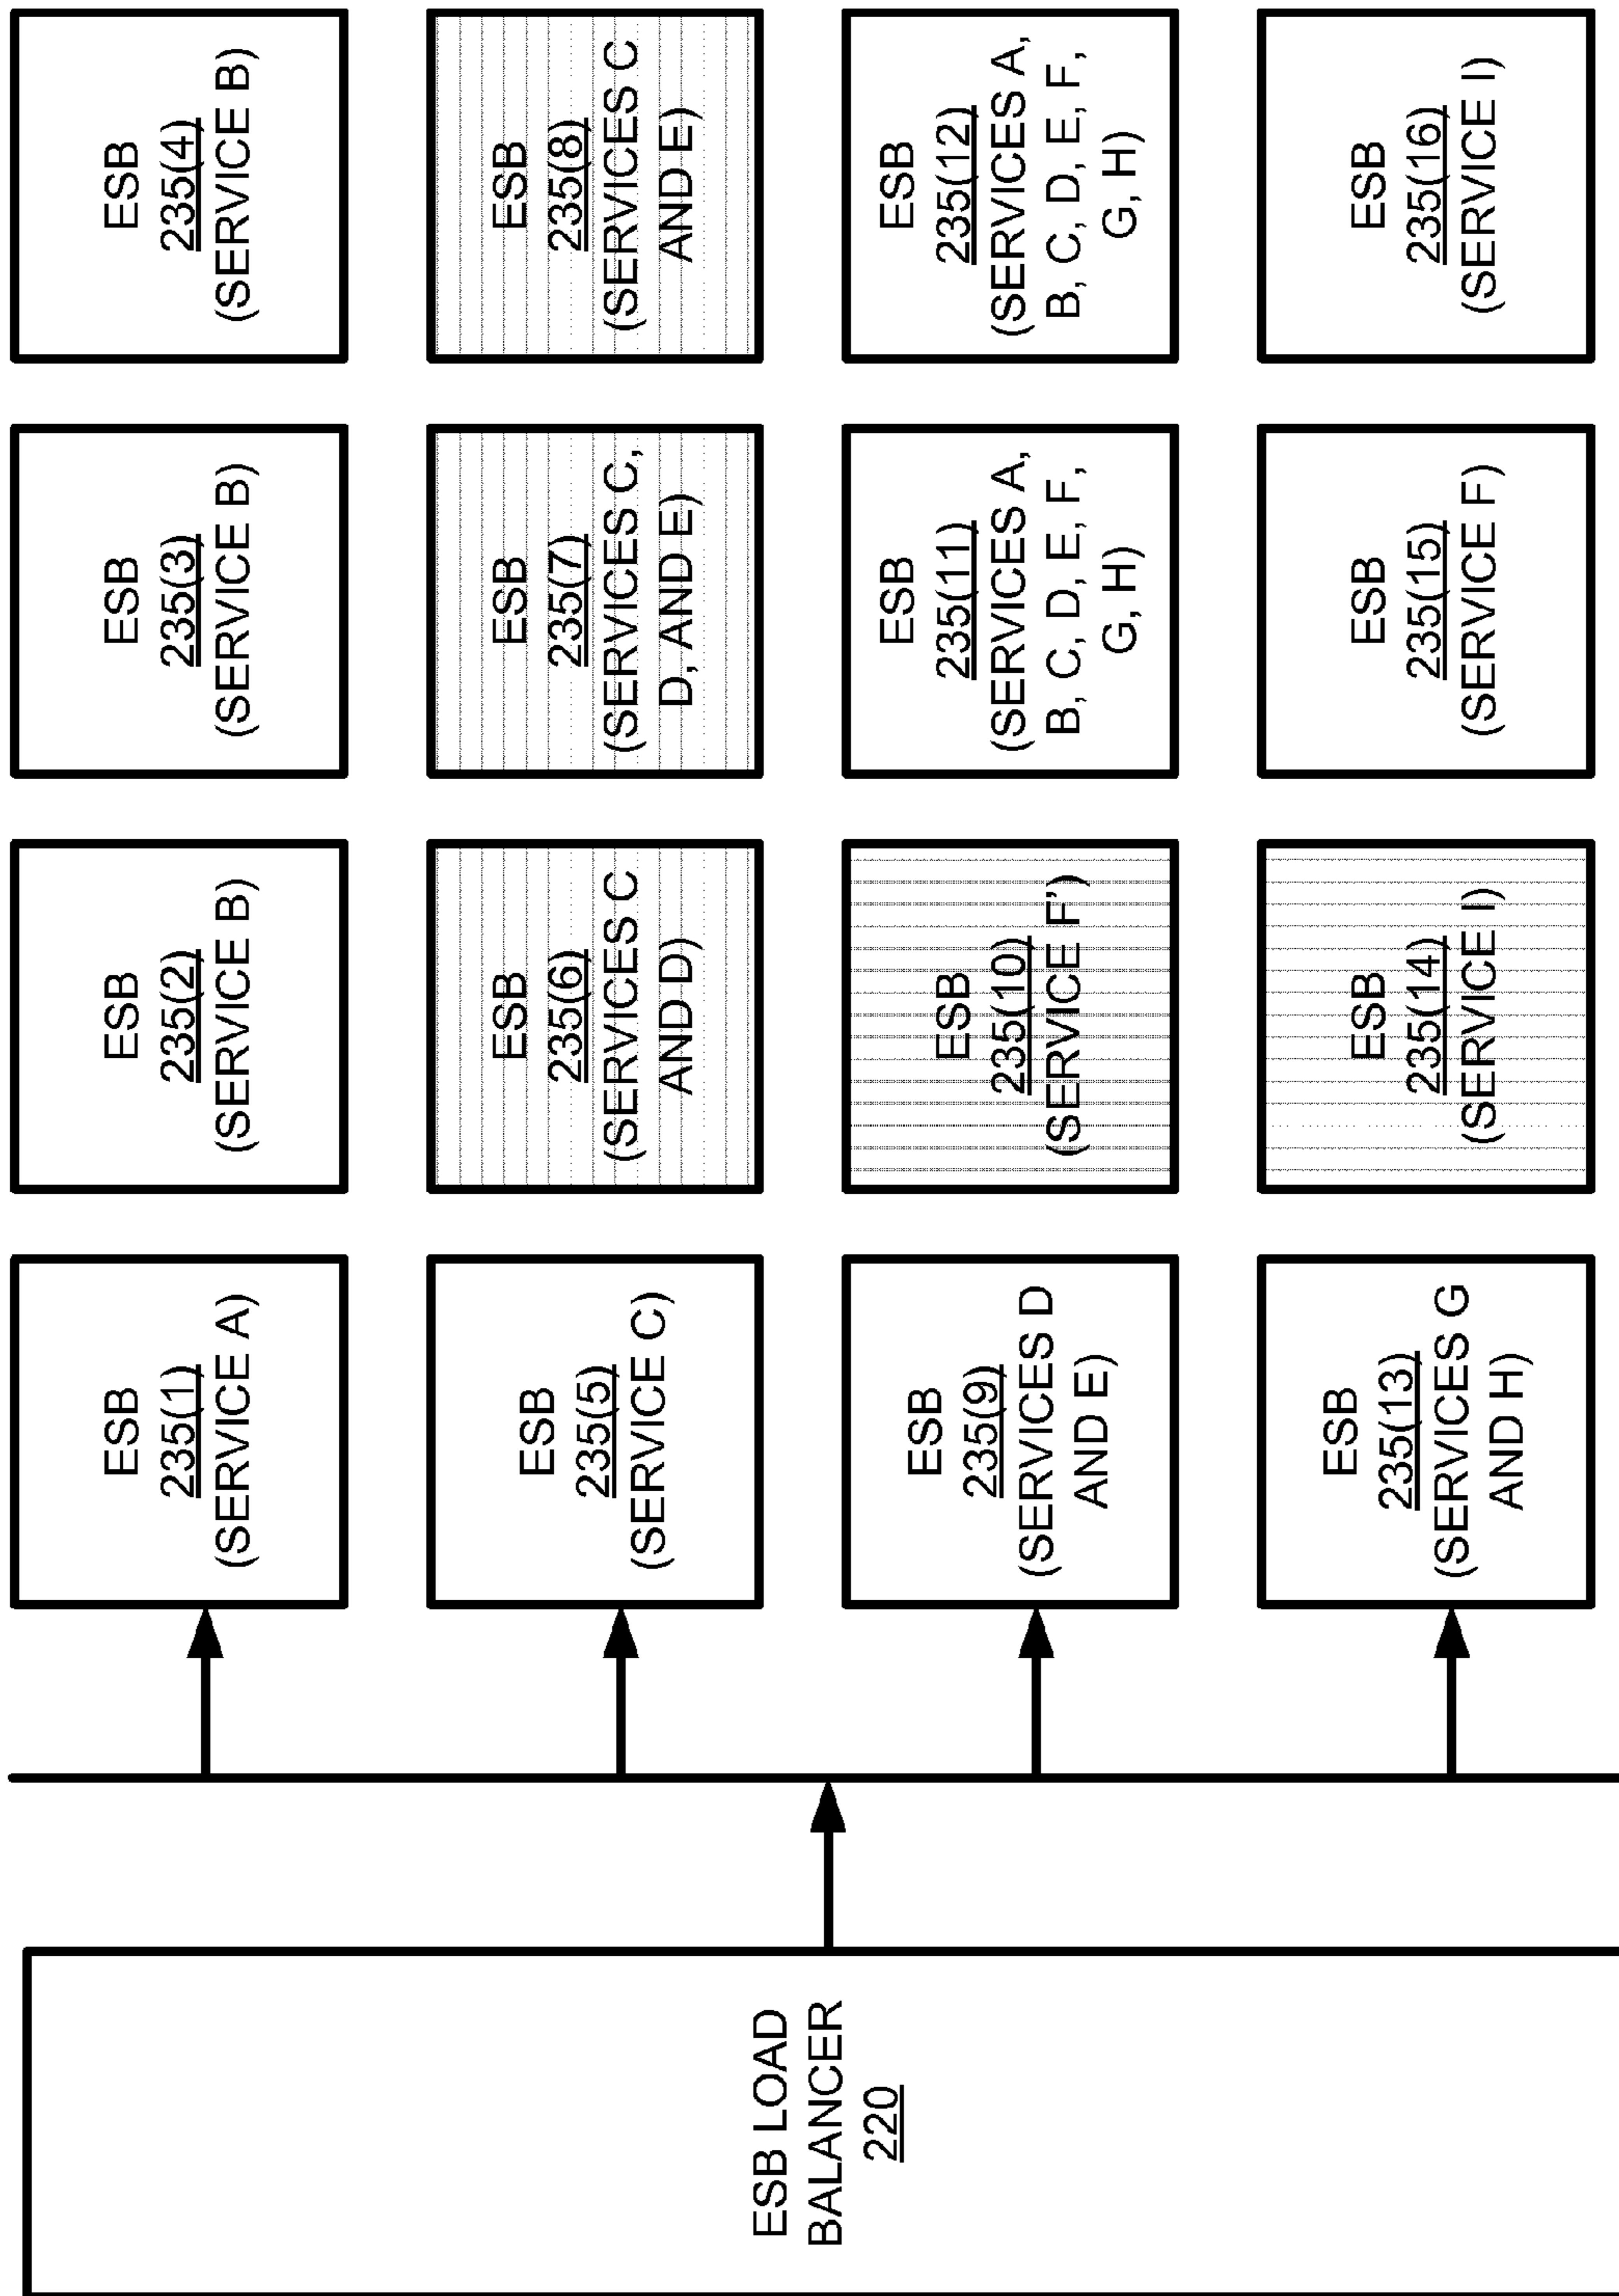 ESB LOAD
BALANCER
220
ESB
235(1)
(SERVICE A)
ESB
235(2)
(SERVICE B)
ESB
235(3)
(SERVICE B)
ESB
235(4)
(SERVICE B)
ESB
235(5)
(SERVICE C)
ESB
235(6)
(SERVICES C
AND D)
ESB
235(7)
(SERVICES C,
D, AND E)
ESB
235(8)
(SERVICES C
AND E)
ESB
235(9)
(SERVICES D
AND E)
ESB
235(10)
(SERVICE F')
ESB
235(11)
(SERVICES A,
B, C, D, E, F,
G, H)
ESB
235(12)
(SERVICES A,
B, C, D, E, F,
G, H)
ESB
235(13)
(SERVICES G
AND H)
ESB
235(14)
(SERVICE I)
ESB
235(15)
(SERVICE F)
ESB
235(16)
(SERVICE I)